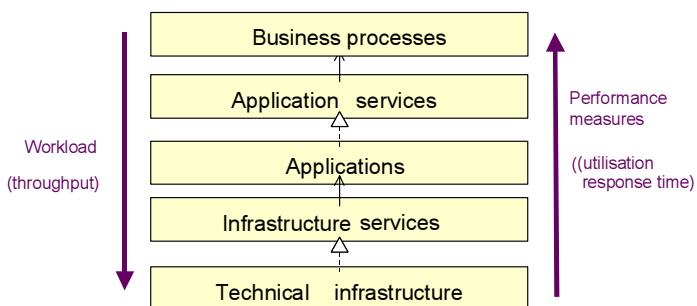 Business processes
Application services
Performance
measures
Workload
Applications
(throughput)
((utilisation
response time)
Infrastructure services
Technical infrastructure